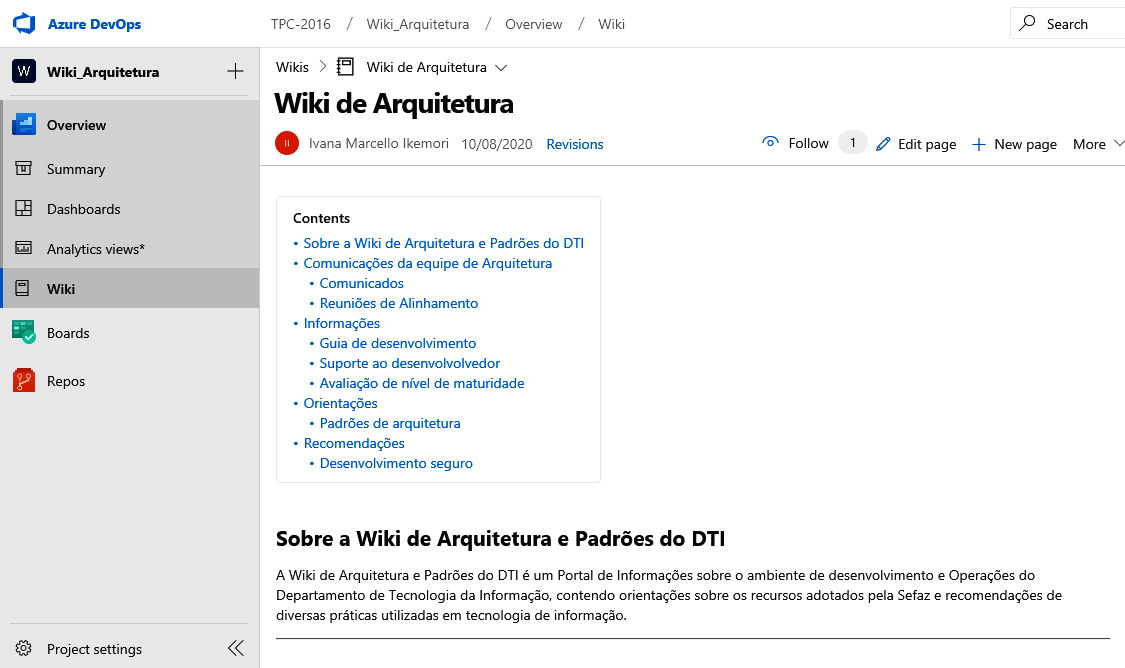 Azure DevOps
TPC-2016 / Wiki_Arquitetura / Overview / Wiki
Search
W Wiki_Arquitetura
Overview
Summary
Dashboards
Analytics views*
Wiki
Boards
Repos
Project settings
Wikis > Wiki de Arquitetura
Wiki de Arquitetura
II Ivana Marcello Ikemori 10/08/2020 Revisions
Follow 1 Edit page New page More
Contents
• Sobre a Wiki de Arquitetura e Padrões do DTI
• Comunicações da equipe de Arquitetura
• Comunicados
• Reuniões de Alinhamento
• Informações
• Guia de desenvolvimento
• Suporte ao desenvolvolvedor
• Avaliação de nível de maturidade
• Orientações
• Padrões de arquitetura
• Recomendações
• Desenvolvimento seguro
Sobre a Wiki de Arquitetura e Padrões do DTI
A Wiki de Arquitetura e Padrões do DTI é um Portal de Informações sobre o ambiente de desenvolvimento e Operações do
Departamento de Tecnologia da Informação, contendo orientações sobre os recursos adotados pela Sefaz e recomendações de
diversas práticas utilizadas em tecnologia de informação.